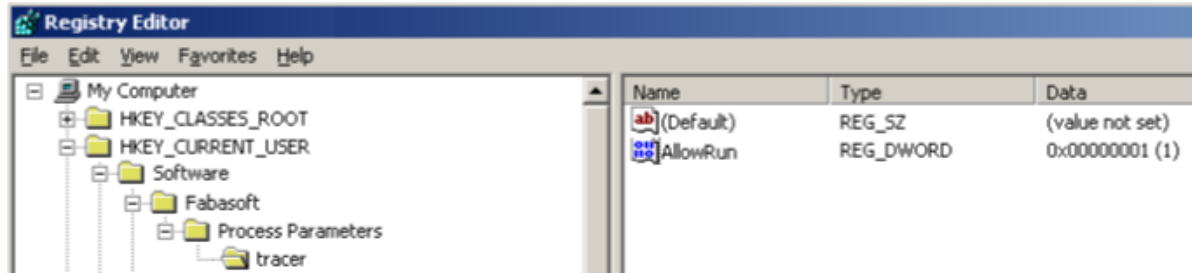 Registry Editor
File Edit View Favorites Help
My Computer
HKEY_CLASSES_ROOT
HKEY_CURRENT_USER
Software
Fabasoft
Process Parameters
tracer
Name Type Data
(Default) REG_SZ (value not set)
AllowRun REG_DWORD 0x00000001 (1)